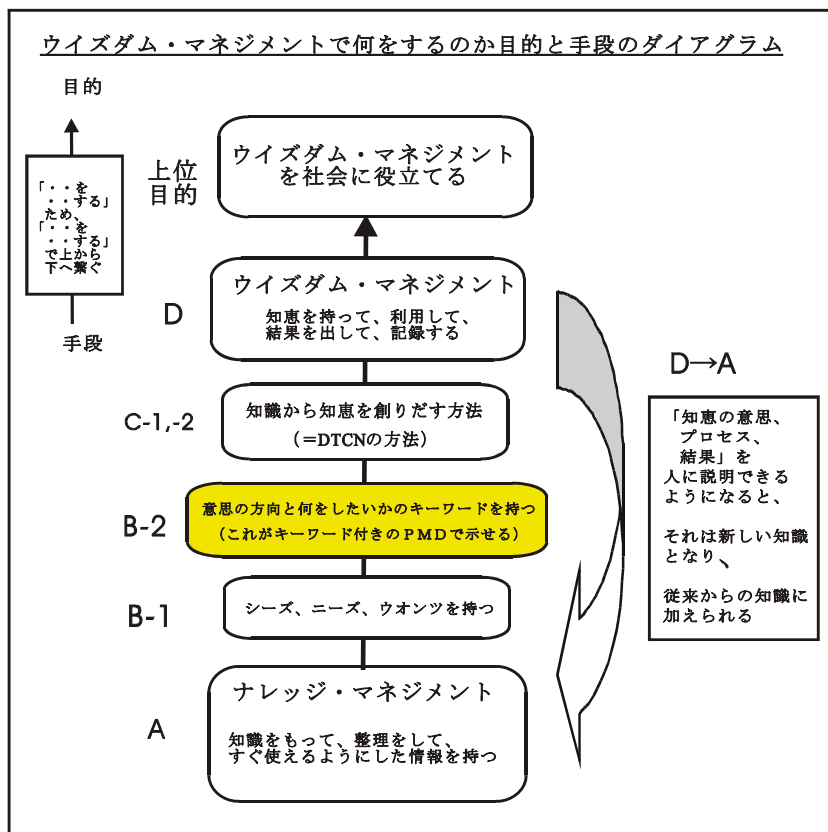 ウイズダム・マネジメントで何をするのか目的と手段のダイアグラム
目的
「・・を
・・する」
ため、
「・・を
・・する」
で上から
下へ繋ぐ
手段
上位
目的
ウイズダム・マネジメント
を社会に役立てる
D
ウイズダム・マネジメント
知恵を持って、利用して、
結果を出して、記録する
C-1,-2
知識から知恵を創りだす方法
(=DTCNの方法)
B-2
意思の方向と何をしたいかのキーワードを持つ
(これがキーワード付きのPMDで示せる)
B-1
シーズ、ニーズ、ウオンツを持つ
A
ナレッジ・マネジメント
知識をもって、整理をして、
すぐ使えるようにした情報を持つ
D→A
「知恵の意思、
プロセス、
結果」を
人に説明できる
ようになると、
それは新しい知識
となり、
従来からの知識に
加えられる